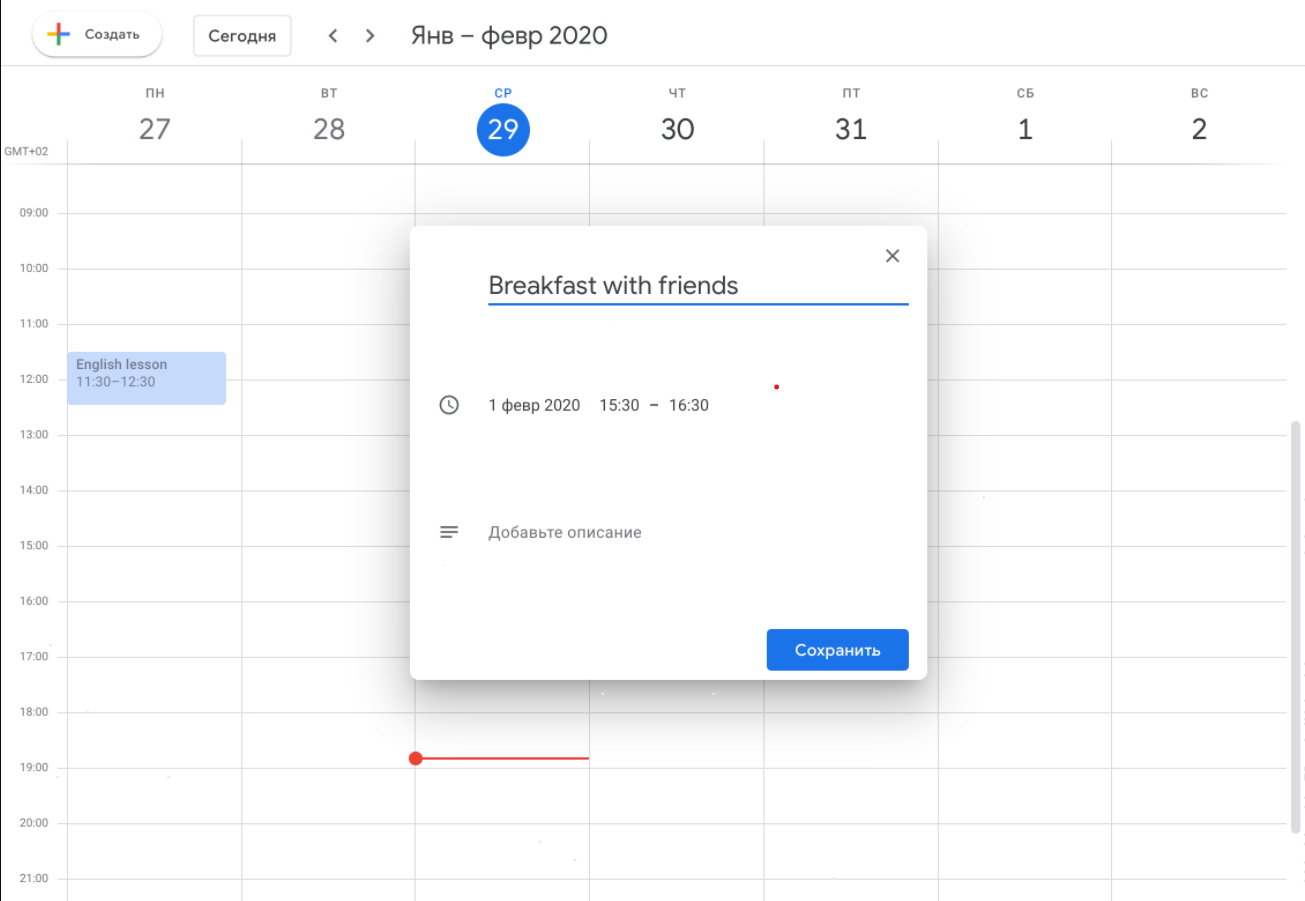 Создать
Сегодня
Янв – февр 2020
ПН ВТ СР ЧТ ПТ СБ ВС
27 28 29 30 31 1 2
GMT+02
09:00
10:00
Breakfast with friends
11:00
English lesson
11:30–12:30
12:00
1 февр 2020 15:30 – 16:30
13:00
14:00
Добавьте описание
15:00
16:00
Сохранить
17:00
18:00
19:00
20:00
21:00